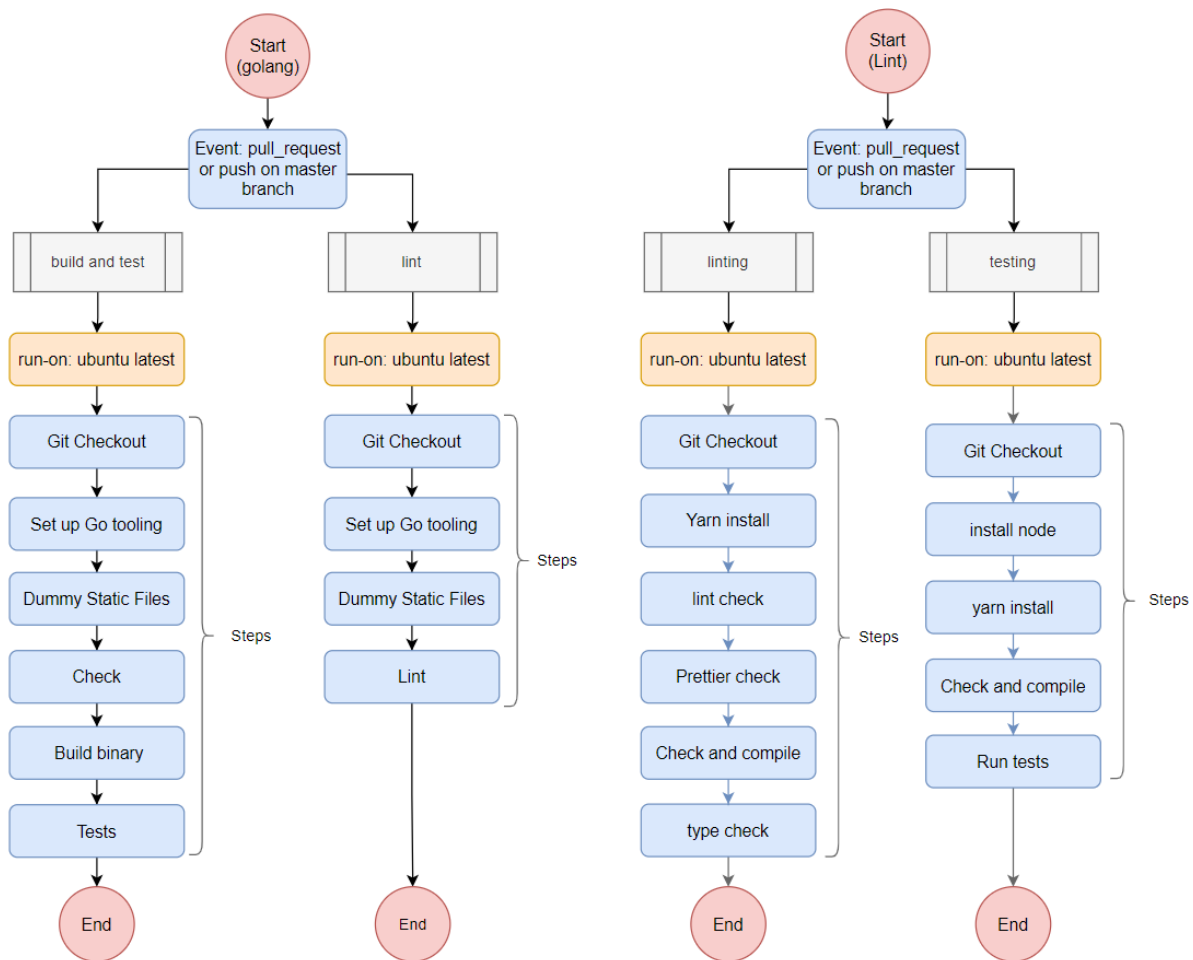 Start
(golang)
Event: pull_request
or push on master
branch
build and test
run-on: ubuntu latest
Git Checkout
Set up Go tooling
Dummy Static Files
Check
Build binary
Tests
Steps
End
lint
run-on: ubuntu latest
Git Checkout
Set up Go tooling
Dummy Static Files
Lint
Steps
End
Start
(Lint)
Event: pull_request
or push on master
branch
linting
run-on: ubuntu latest
Git Checkout
Yarn install
lint check
Prettier check
Check and compile
type check
Steps
End
testing
run-on: ubuntu latest
Git Checkout
install node
yarn install
Check and compile
Run tests
Steps
End